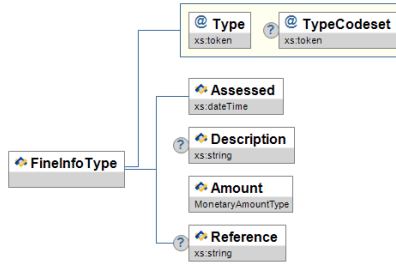 @ Type
xs:token
? @ TypeCodeset
xs:token
Assessed
xs:dateTime
? Description
xs:string
FineInfoType
Amount
MonetaryAmountType
? Reference
xs:string